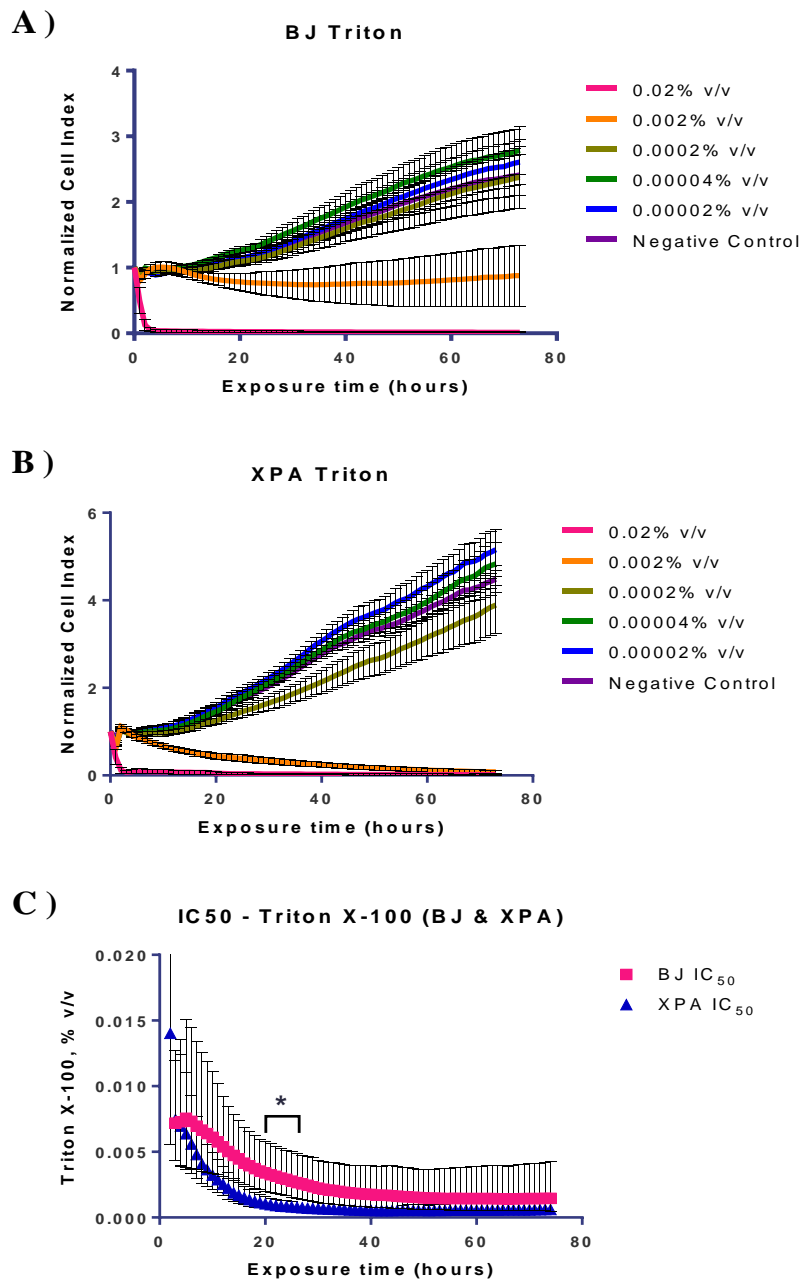 A )
BJ Triton
Normalized Cell Index
4
3
2
1
0
0 20 40 60 80
Exposure time (hours)
0.02% v/v
0.002% v/v
0.0002% v/v
0.00004% v/v
0.00002% v/v
Negative Control
B )
XPA Triton
Normalized Cell Index
6
4
2
0
0 20 40 60 80
Exposure time (hours)
0.02% v/v
0.002% v/v
0.0002% v/v
0.00004% v/v
0.00002% v/v
Negative Control
C )
IC50 - Triton X-100 (BJ & XPA)
Triton X-100, % v/v
0.020
0.015
0.010
0.005
0.000
*
0 20 40 60 80
Exposure time (hours)
BJ IC50
XPA IC50